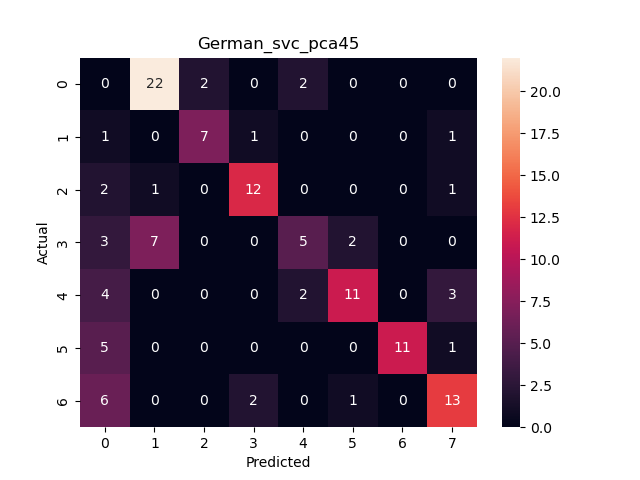 German_svc_pca45
0 0 22 2 0 2 0 0 0
1 1 0 7 1 0 0 0 1
2 2 1 0 12 0 0 0 1
3 3 7 0 0 5 2 0 0
4 4 0 0 0 2 11 0 3
5 5 0 0 0 0 0 11 1
6 6 0 0 2 0 1 0 13
0 1 2 3 4 5 6 7
Predicted
Actual
20.0
17.5
15.0
12.5
10.0
7.5
5.0
2.5
0.0